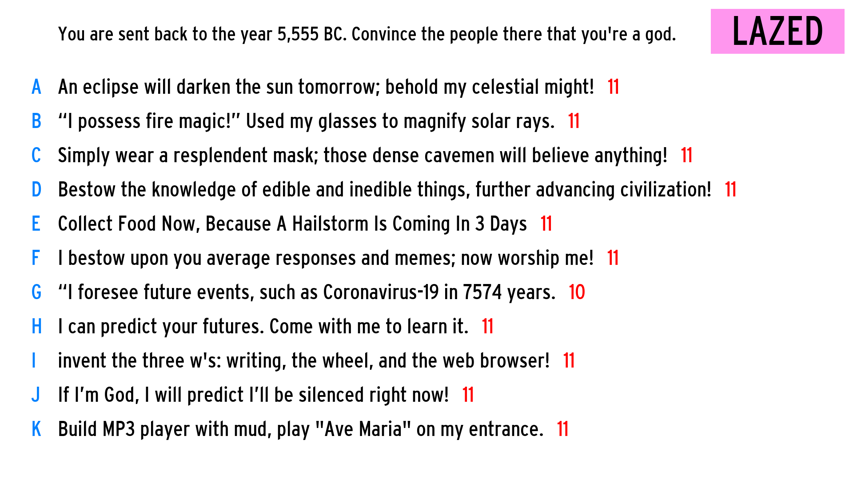 You are sent back to the year 5,555 BC. Convince the people there that you're a god.
LAZED
A An eclipse will darken the sun tomorrow; behold my celestial might! 11
B “I possess fire magic!” Used my glasses to magnify solar rays. 11
C Simply wear a resplendent mask; those dense cavemen will believe anything! 11
D Bestow the knowledge of edible and inedible things, further advancing civilization! 11
E Collect Food Now, Because A Hailstorm Is Coming In 3 Days 11
F I bestow upon you average responses and memes; now worship me! 11
G “I foresee future events, such as Coronavirus-19 in 7574 years. 10
H I can predict your futures. Come with me to learn it. 11
I invent the three w's: writing, the wheel, and the web browser! 11
J If I’m God, I will predict I’ll be silenced right now! 11
K Build MP3 player with mud, play "Ave Maria" on my entrance. 11